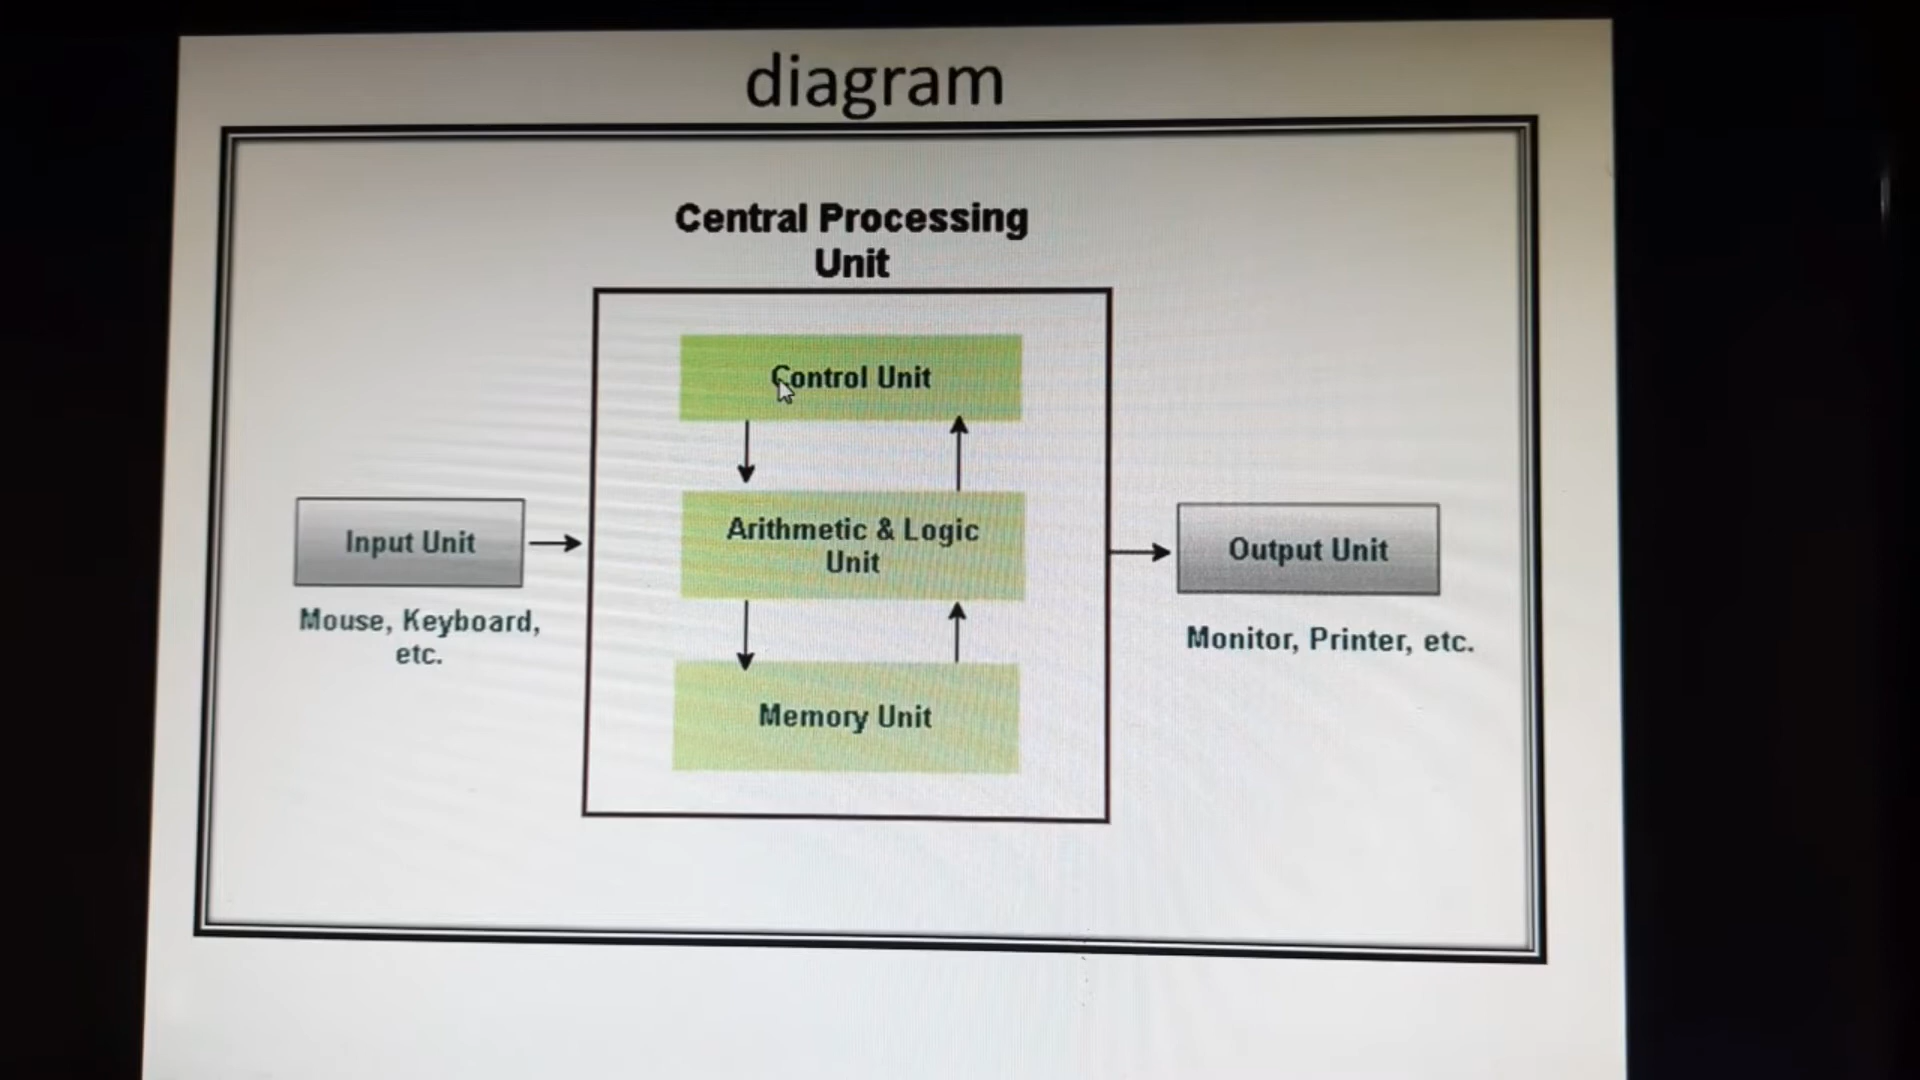 diagram
Central Processing
Unit
Control Unit
Arithmetic & Logic
Unit
Memory Unit
Input Unit
Mouse, Keyboard,
etc.
Output Unit
Monitor, Printer, etc.